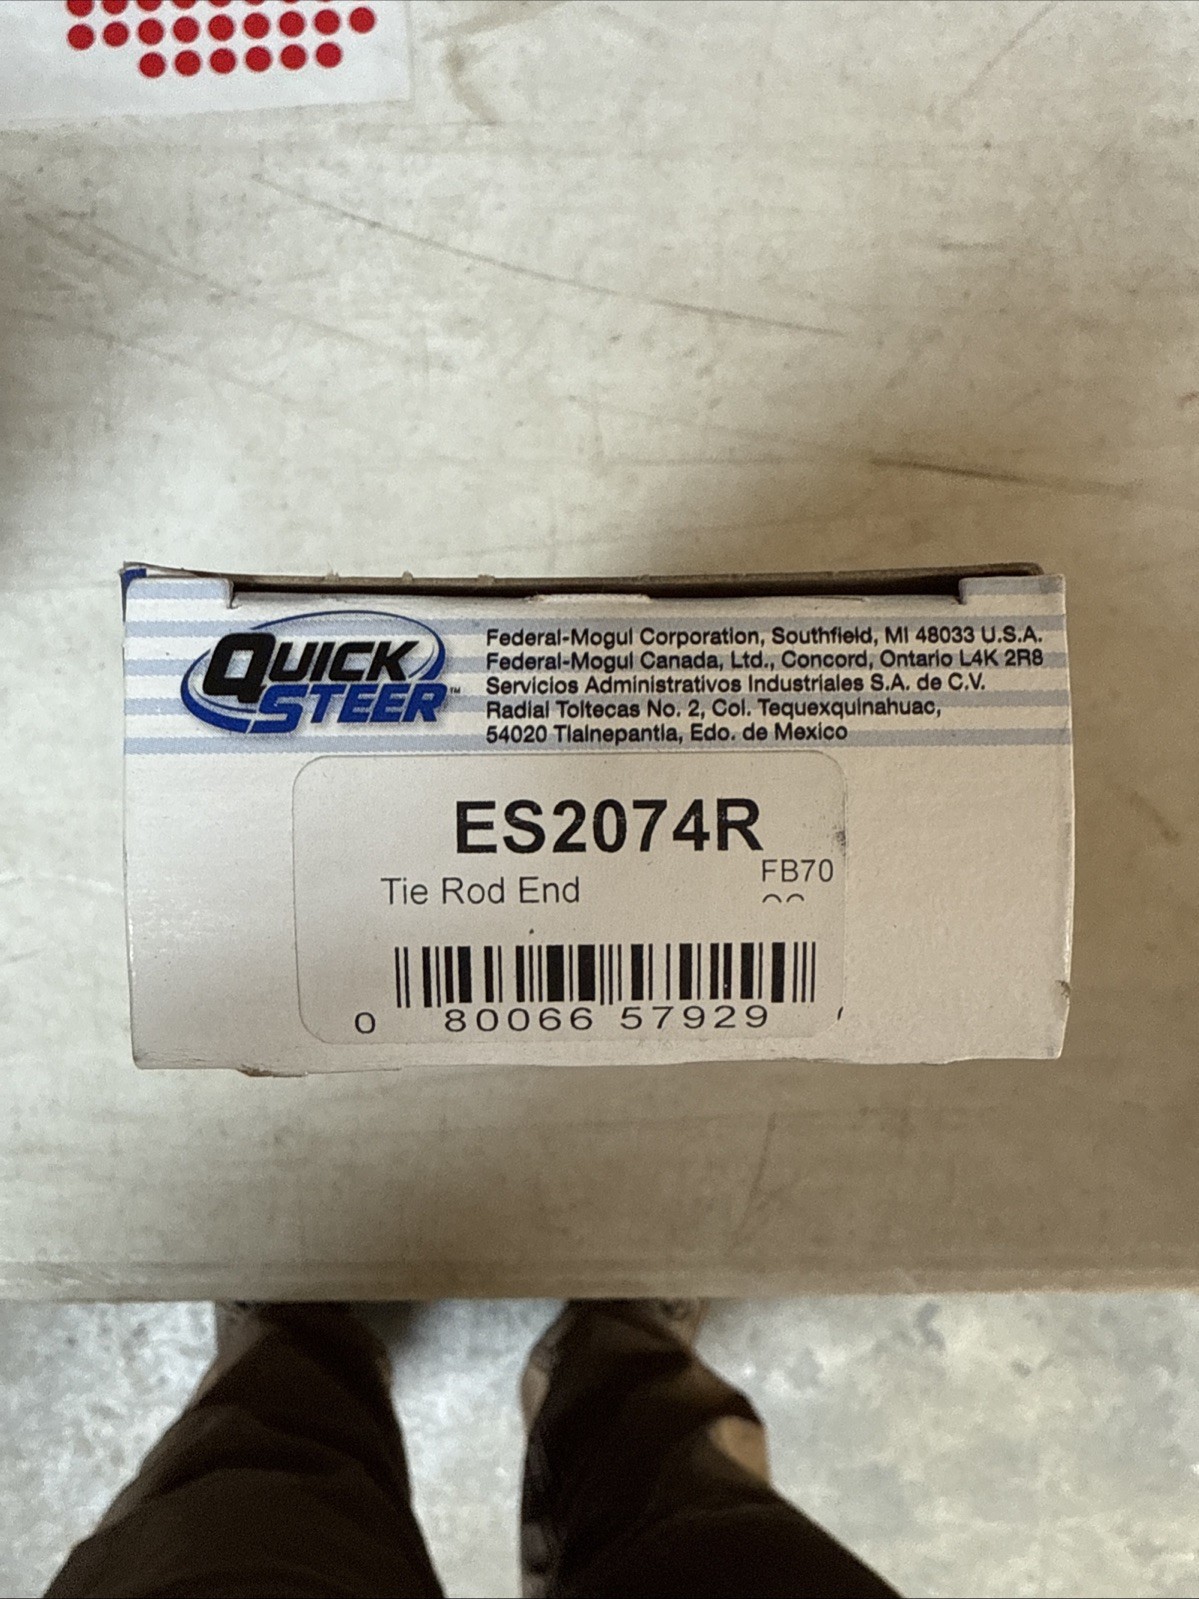 QUICK
STEER™
Federal-Mogul Corporation, Southfield, MI 48033 U.S.A.
Federal-Mogul Canada, Ltd., Concord, Ontario L4K 2R8
Servicios Administrativos Industriales S.A. de C.V.
Radial Toltecas No. 2, Col. Tequexquinahuac,
54020 Tlalnepantla, Edo. de Mexico
ES2074R
Tie Rod End
FB70
0 80066 57929